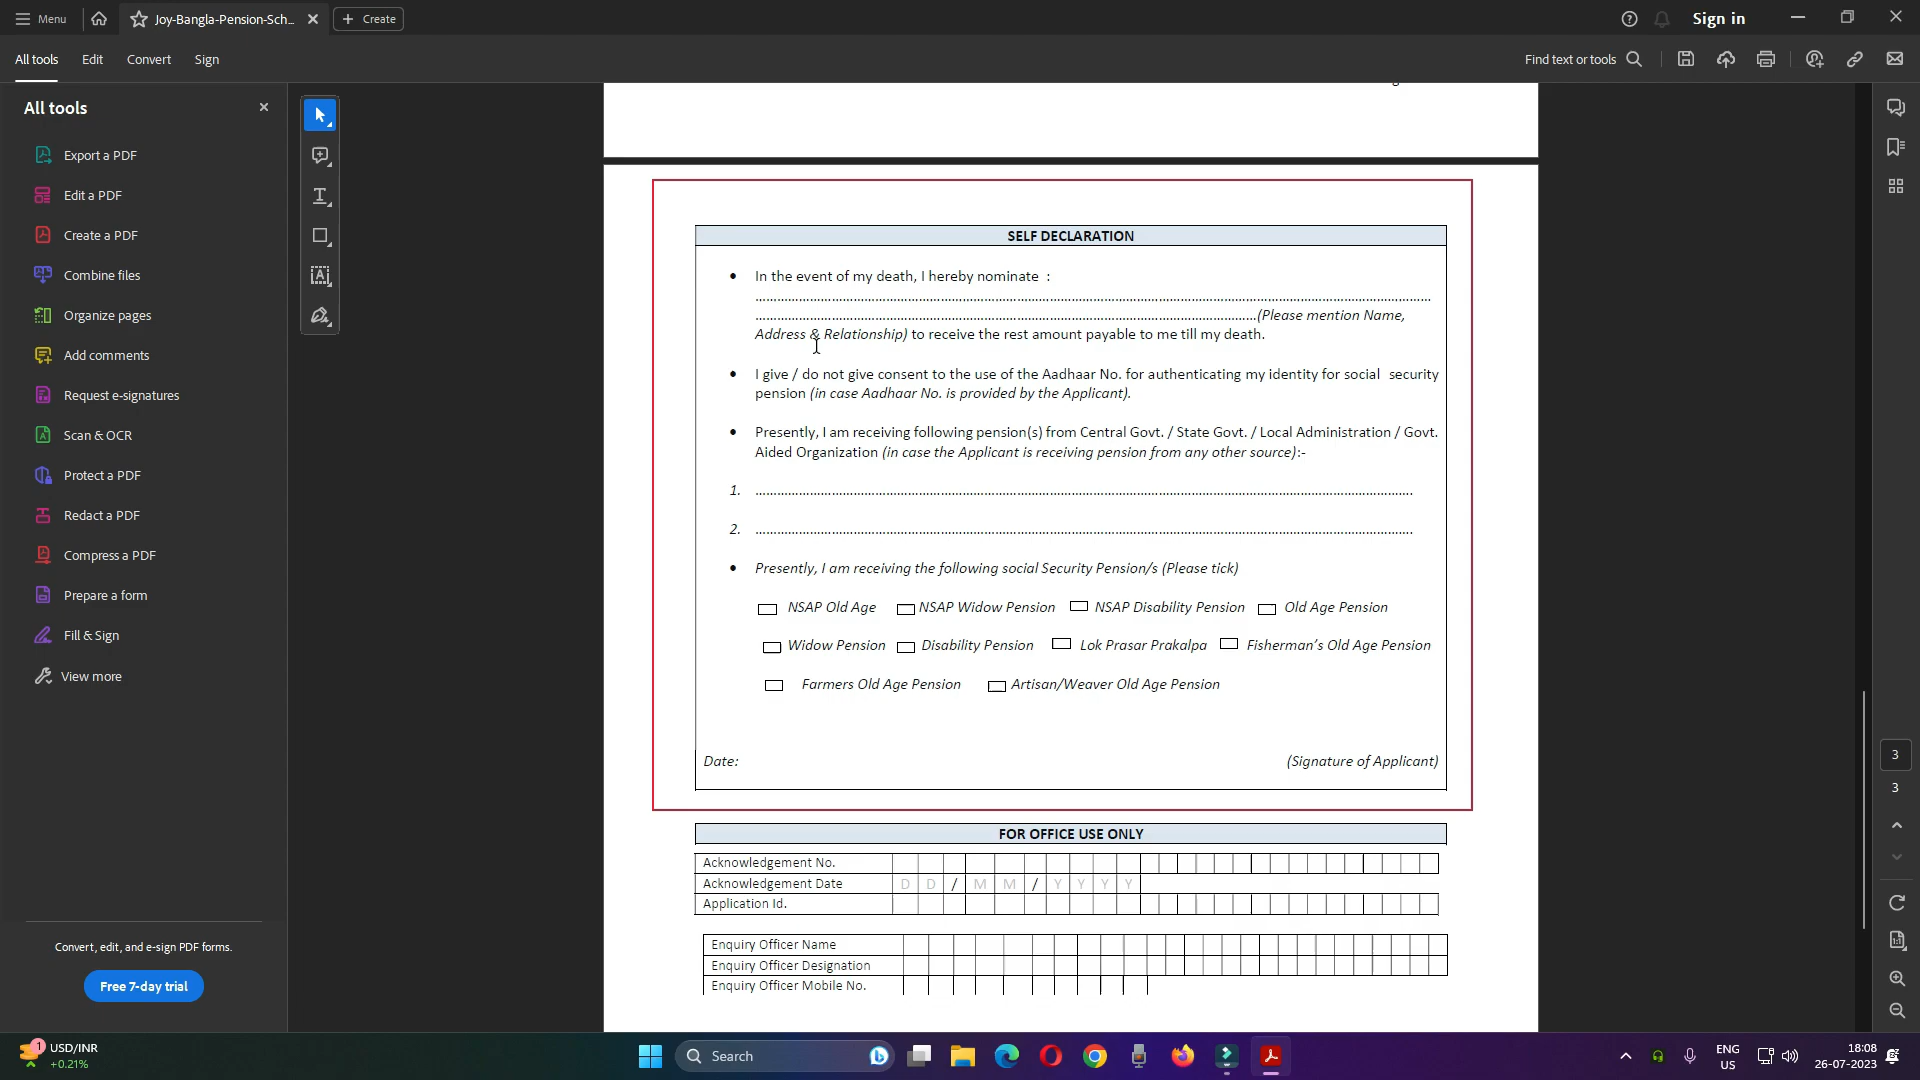 Menu
Joy-Bangla-Pension-Sch...
Create
Sign in
All tools
Edit
Convert
Sign
Find text or tools
All tools
Export a PDF
Edit a PDF
Create a PDF
Combine files
Organize pages
Add comments
Request e-signatures
Scan & OCR
Protect a PDF
Redact a PDF
Compress a PDF
Prepare a form
Fill & Sign
View more
Convert, edit, and e-sign PDF forms.
Free 7-day trial
SELF DECLARATION
• In the event of my death, I hereby nominate :
..............................................................................................................
..............................................................................(Please mention Name,
Address & Relationship) to receive the rest amount payable to me till my death.
• I give / do not give consent to the use of the Aadhaar No. for authenticating my identity for social security
pension (in case Aadhaar No. is provided by the Applicant).
• Presently, I am receiving following pension(s) from Central Govt. / State Govt. / Local Administration / Govt.
Aided Organization (in case the Applicant is receiving pension from any other source):-
1. ..............................................................................................................
2. ..............................................................................................................
• Presently, I am receiving the following social Security Pension/s (Please tick)
NSAP Old Age NSAP Widow Pension NSAP Disability Pension Old Age Pension
Widow Pension Disability Pension Lok Prasar Prakalpa Fisherman's Old Age Pension
Farmers Old Age Pension Artisan/Weaver Old Age Pension
Date: (Signature of Applicant)
FOR OFFICE USE ONLY
Acknowledgement No.
Acknowledgement Date D D / M M / Y Y Y Y
Application Id.
Enquiry Officer Name
Enquiry Officer Designation
Enquiry Officer Mobile No.
3
3
1
USD/INR
+0.21%
Search
ENG
US
18:08
26-07-2023